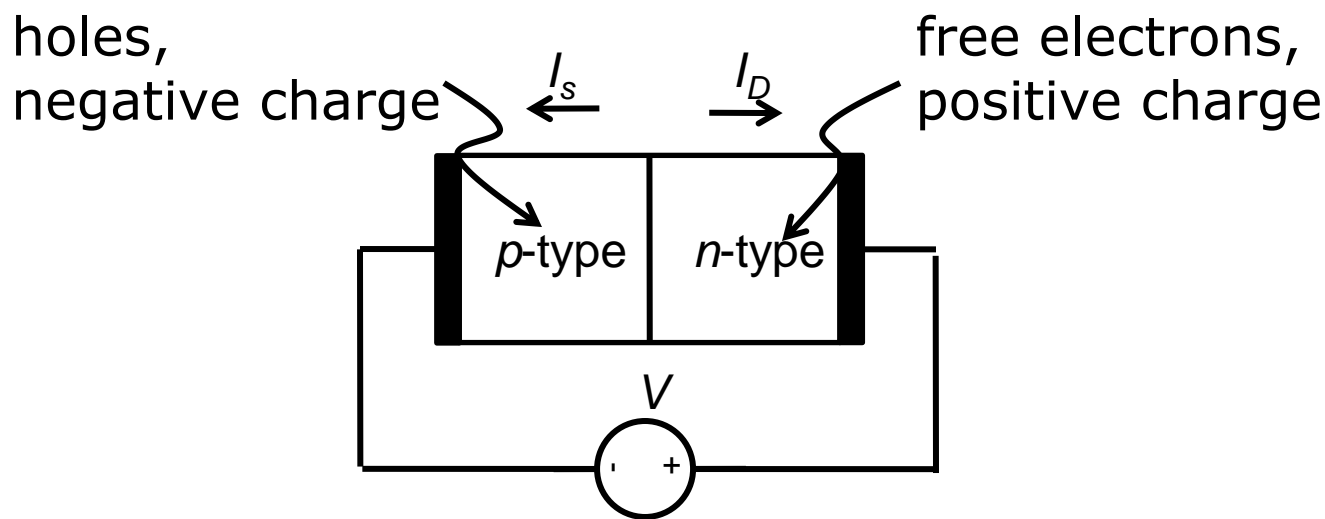 holes,
negative charge
free electrons,
positive charge
Is
ID
p-type
n-type
V
- +